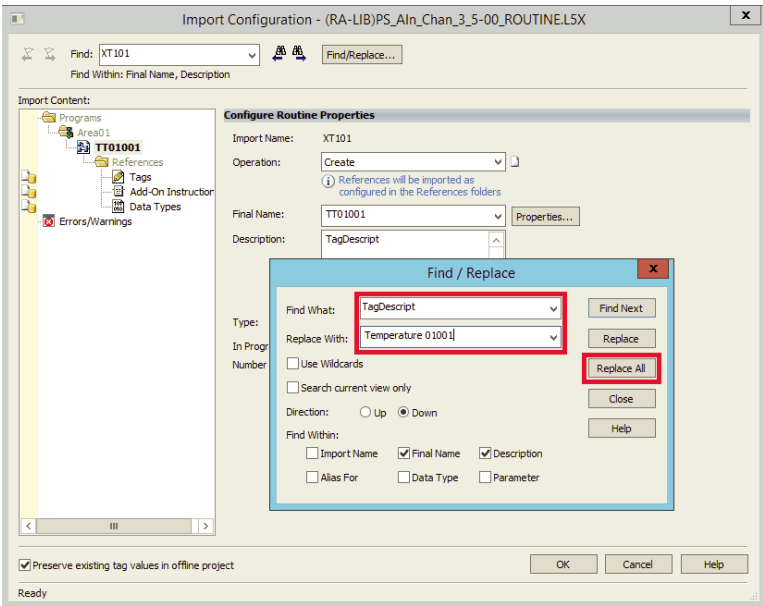 Import Configuration - (RA-LIB)PS_AIn_Chan_3_5-00_ROUTINE.L5X
x
Find: XT101
Find/Replace...
Find Within: Final Name, Description
Import Content:
Programs
Area01
TT01001
References
Tags
Add-On Instruction
Data Types
Errors/Warnings
Configure Routine Properties
Import Name: XT101
Operation: Create
References will be imported as
configured in the References folders
Final Name: TT01001 Properties...
Description: TagDescript
Type:
In Progr
Number
Find / Replace
x
Find What: TagDescript Find Next
Replace With: Temperature 01001 Replace
Use Wildcards Replace All
Search current view only
Close
Direction: Up Down
Help
Find Within:
Import Name Final Name Description
Alias For Data Type Parameter
Preserve existing tag values in offline project
OK Cancel Help
Ready